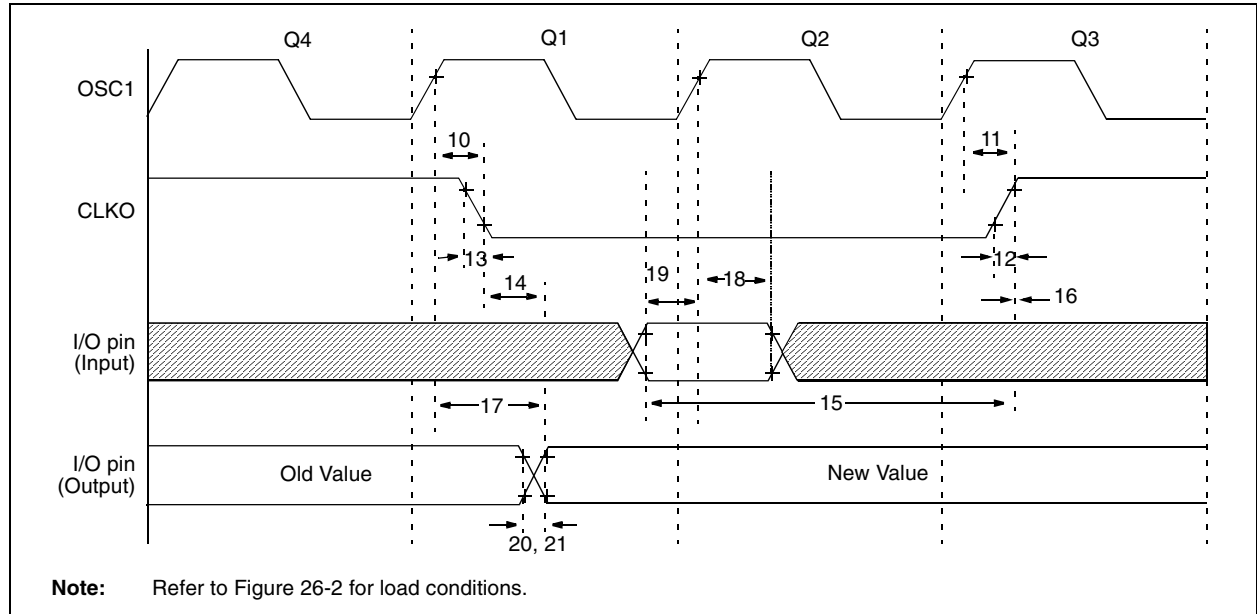 Q4 Q1 Q2 Q3
OSC1
10 11
CLKO
13 12
14 19 18
16
I/O pin
(Input)
17 15
I/O pin
(Output)
Old Value New Value
20, 21
Note: Refer to Figure 26-2 for load conditions.